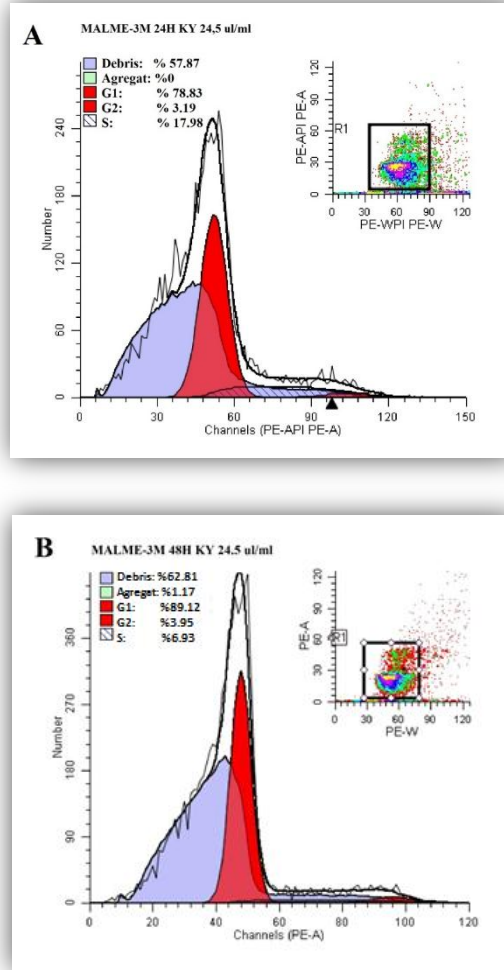 A
MALME-3M 24H KY 24,5 ul/ml
Debris: % 57.87
Agregat: %0
G1: % 78.83
G2: % 3.19
S: % 17.98
240
180
120
60
0
Number
0 30 60 90 120 150
Channels (PE-API PE-A)
R1
120
90
60
30
0
PE-API PE-A
0 30 60 90 120
PE-WPI PE-W
B
MALME-3M 48H KY 24.5 ul/ml
Debris: %62.81
Agregat: %1.17
G1: %89.12
G2: %3.95
S: %6.93
360
270
180
90
0
Number
0 20 40 60 80 100 120
Channels (PE-A)
R1
120
90
60
30
0
PE-A
0 30 60 90 120
PE-W